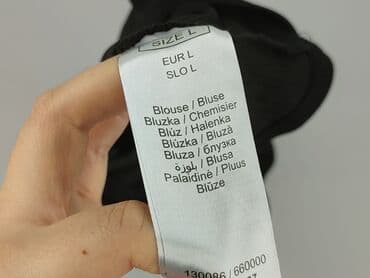 SIZE L
EUR L
SLO L
Blouse / Bluse
Bluzka / Chemisier
Blúz / Halenka
Blūzka / Bluză
Bluza / блузка
بلوزة / Blusa
Palaidinė / Pluus
Blūze
130086 / 660000